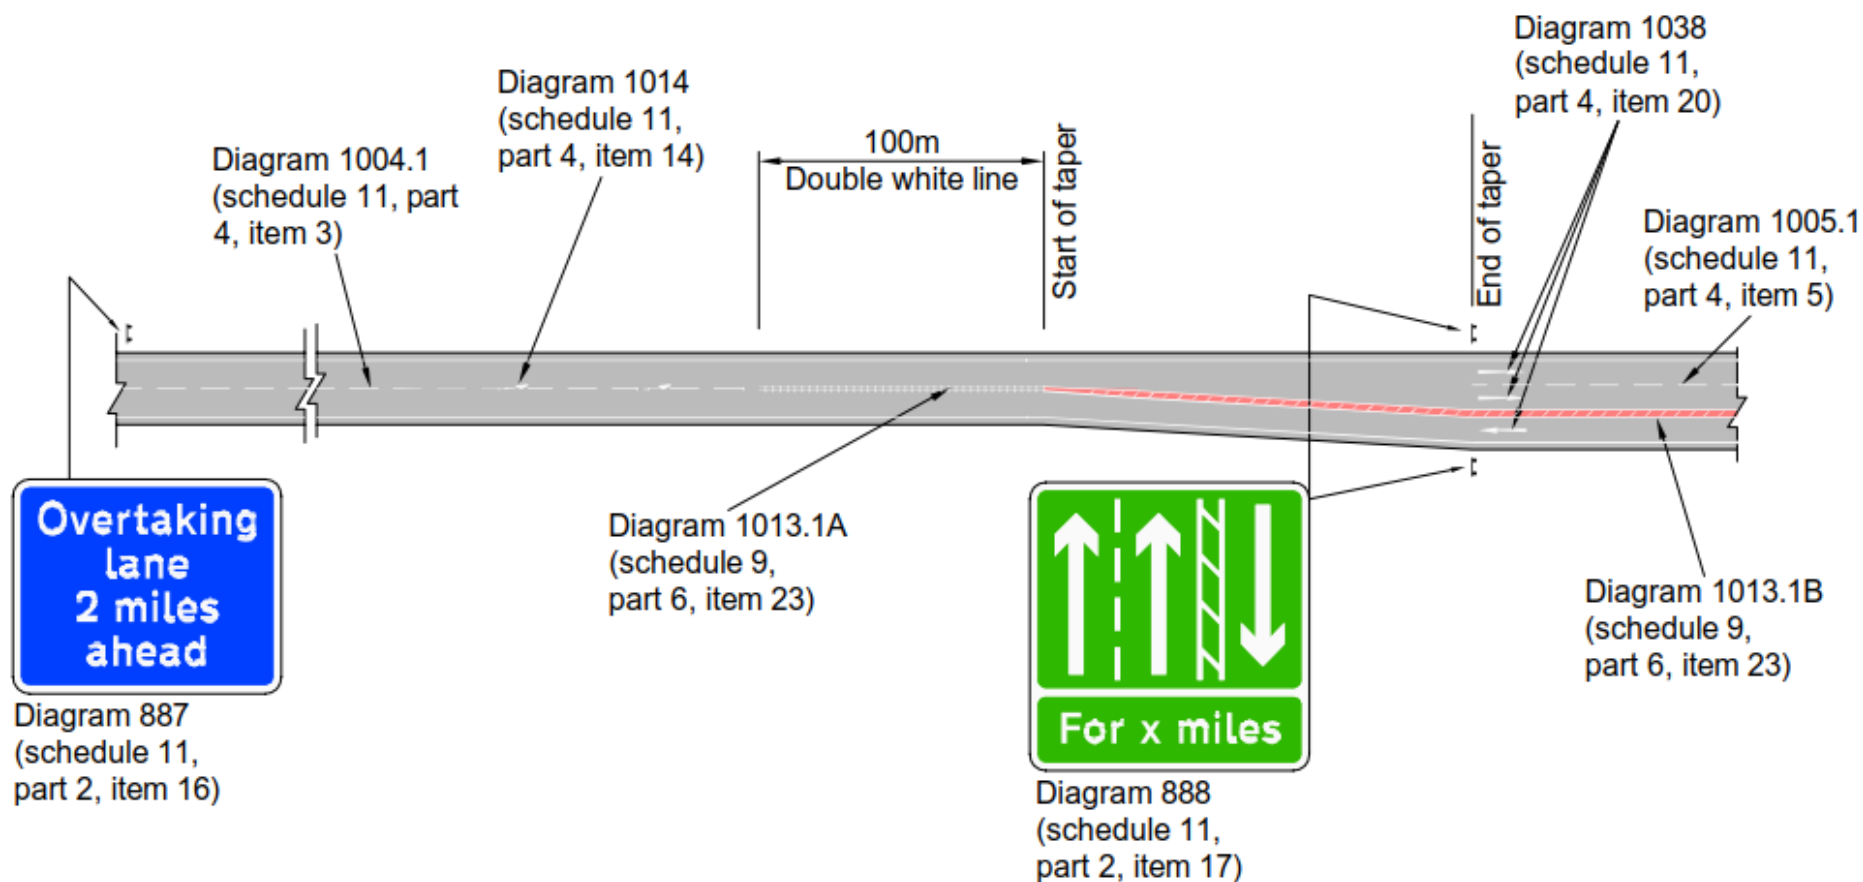 Diagram 1038
(schedule 11,
part 4, item 20)
Diagram 1014
(schedule 11,
part 4, item 14)
100m
Double white line
Start of taper
End of taper
Diagram 1004.1
(schedule 11, part
4, item 3)
Diagram 1005.1
(schedule 11,
part 4, item 5)
Overtaking
lane
2 miles
ahead
Diagram 887
(schedule 11,
part 2, item 16)
Diagram 1013.1A
(schedule 9,
part 6, item 23)
For x miles
Diagram 888
(schedule 11,
part 2, item 17)
Diagram 1013.1B
(schedule 9,
part 6, item 23)